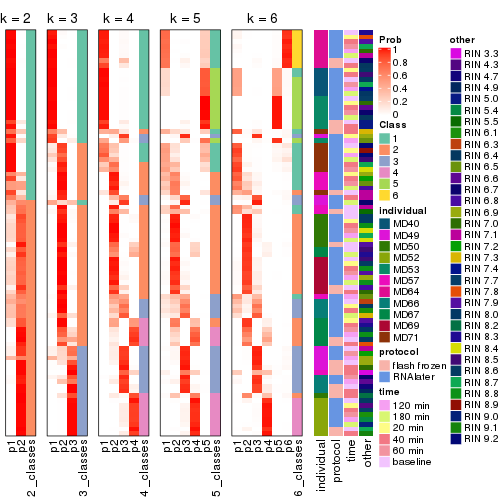 k = 2
k = 3
k = 4
k = 5
k = 6
p1
p2
2_classes
p1
p2
p3
3_classes
p1
p2
p3
p4
4_classes
p1
p2
p3
p4
p5
5_classes
p1
p2
p3
p4
p5
p6
6_classes
individual
protocol
time
other
Prob
1
0.8
0.6
0.4
0.2
0
Class
1
2
3
4
5
6
individual
MD40
MD49
MD50
MD52
MD53
MD57
MD64
MD66
MD67
MD69
MD71
protocol
flash frozen
RNAlater
time
120 min
180 min
20 min
40 min
60 min
baseline
other
RIN 3.3
RIN 4.3
RIN 4.7
RIN 4.9
RIN 5.0
RIN 5.4
RIN 5.5
RIN 6.1
RIN 6.3
RIN 6.4
RIN 6.5
RIN 6.6
RIN 6.7
RIN 6.8
RIN 6.9
RIN 7.0
RIN 7.1
RIN 7.2
RIN 7.3
RIN 7.4
RIN 7.7
RIN 7.8
RIN 7.9
RIN 8.0
RIN 8.2
RIN 8.3
RIN 8.4
RIN 8.5
RIN 8.6
RIN 8.7
RIN 8.8
RIN 8.9
RIN 9.0
RIN 9.1
RIN 9.2